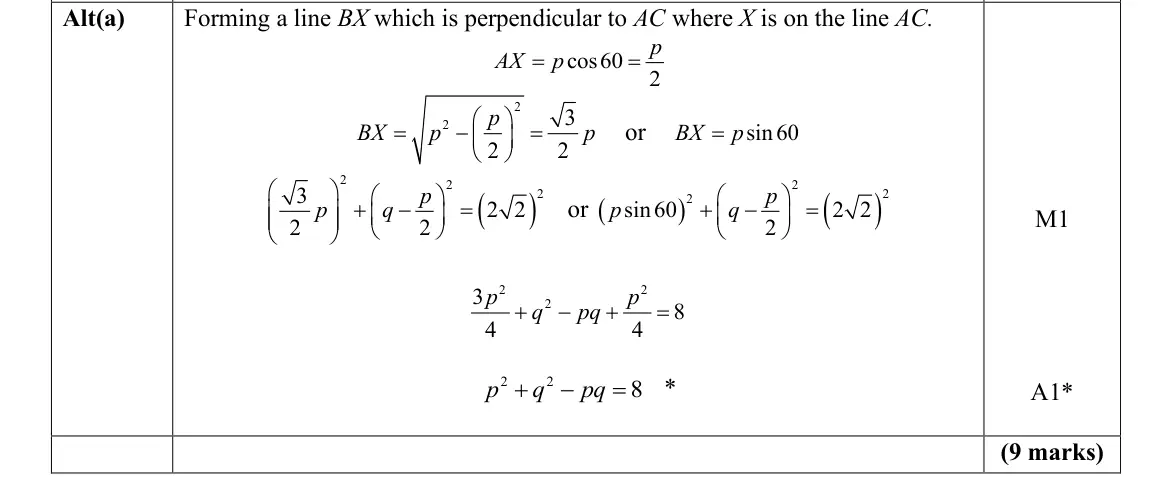 Alt(a) Forming a line BX which is perpendicular to AC where X is on the line AC.
AX = p cos 60 = p/2
BX = √(p² − (p/2)²) = (√3/2)p or BX = p sin 60
((√3/2)p)² + (q − p/2)² = (2√2)² or (p sin 60)² + (q − p/2)² = (2√2)² M1
3p²/4 + q² − pq + p²/4 = 8
p² + q² − pq = 8 * A1*
(9 marks)